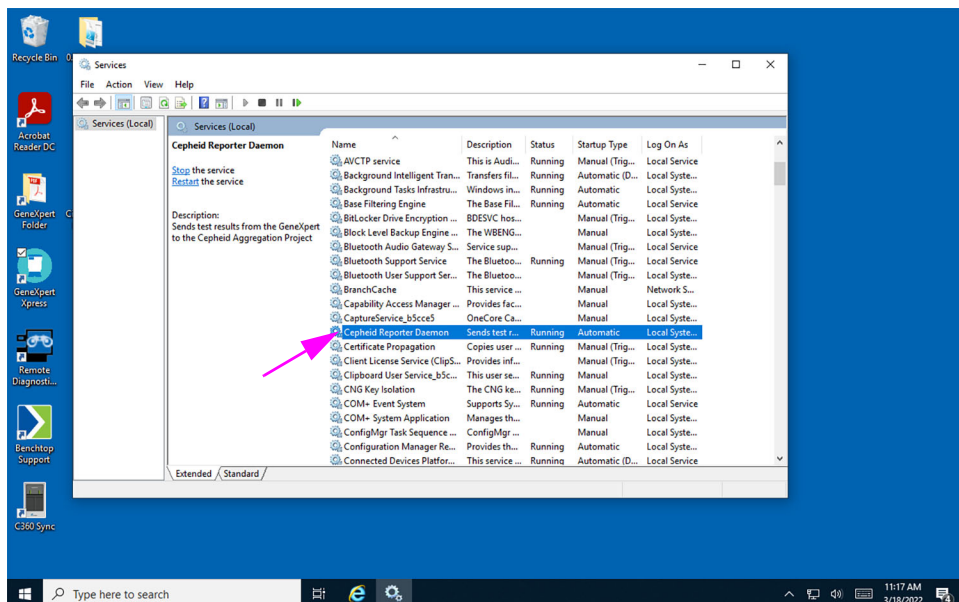 Recycle Bin
0.
Acrobat
Reader DC
GeneXpert
Folder
C
GeneXpert
Xpress
Remote
Diagnosti...
Benchtop
Support
C360 Sync
Services
File Action View Help
Services (Local)
Services (Local)
Cepheid Reporter Daemon
Stop the service
Restart the service
Description:
Sends test results from the GeneXpert
to the Cepheid Aggregation Project
Name Description Status Startup Type Log On As
AVCTP service This is Audi... Running Manual (Trig... Local Service
Background Intelligent Tran... Transfers fil... Running Automatic (D... Local Syste...
Background Tasks Infrastru... Windows in... Running Automatic Local Syste...
Base Filtering Engine The Base Fil... Running Automatic Local Service
BitLocker Drive Encryption ... BDESVC hos... Manual (Trig... Local Syste...
Block Level Backup Engine ... The WBENG... Manual Local Syste...
Bluetooth Audio Gateway S... Service sup... Manual (Trig... Local Service
Bluetooth Support Service The Bluetoo... Running Manual (Trig... Local Service
Bluetooth User Support Ser... The Bluetoo... Manual (Trig... Local Syste...
BranchCache This service ... Manual Network S...
Capability Access Manager ... Provides fac... Manual Local Syste...
CaptureService_b5cce5 OneCore Ca... Manual Local Syste...
Cepheid Reporter Daemon Sends test r... Running Automatic Local Syste...
Certificate Propagation Copies user ... Running Manual (Trig... Local Syste...
Client License Service (ClipS... Provides inf... Manual (Trig... Local Syste...
Clipboard User Service_b5c... This user se... Running Manual Local Syste...
CNG Key Isolation The CNG ke... Running Manual (Trig... Local Syste...
COM+ Event System Supports Sy... Running Automatic Local Service
COM+ System Application Manages th... Manual Local Syste...
ConfigMgr Task Sequence ... ConfigMgr ... Manual Local Syste...
Configuration Manager Re... Provides th... Running Automatic Local Syste...
Connected Devices Platfor... This service ... Running Automatic (D... Local Service
Extended Standard
Type here to search
11:17 AM
3/18/2022
4